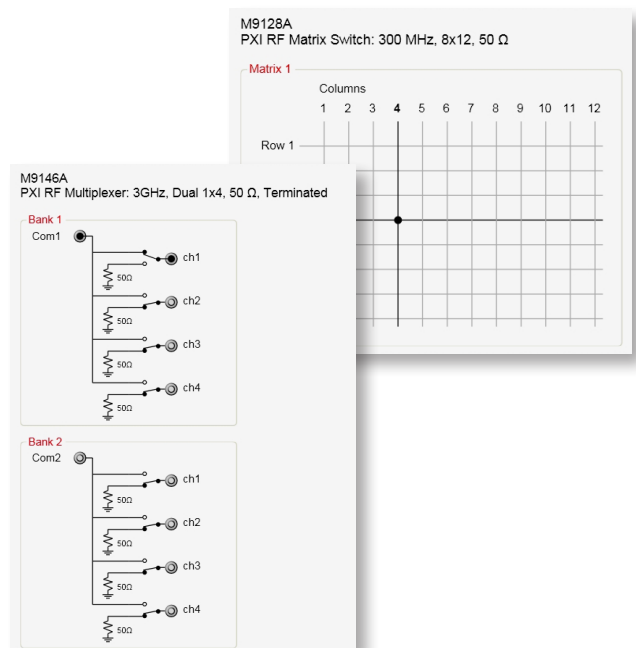 M9128A
PXI RF Matrix Switch: 300 MHz, 8x12, 50 Ω
Matrix 1
Columns
1 2 3 4 5 6 7 8 9 10 11 12
Row 1
M9146A
PXI RF Multiplexer: 3GHz, Dual 1x4, 50 Ω, Terminated
Bank 1
Com1
ch1
50Ω
ch2
50Ω
ch3
50Ω
ch4
50Ω
Bank 2
Com2
ch1
50Ω
ch2
50Ω
ch3
50Ω
ch4
50Ω